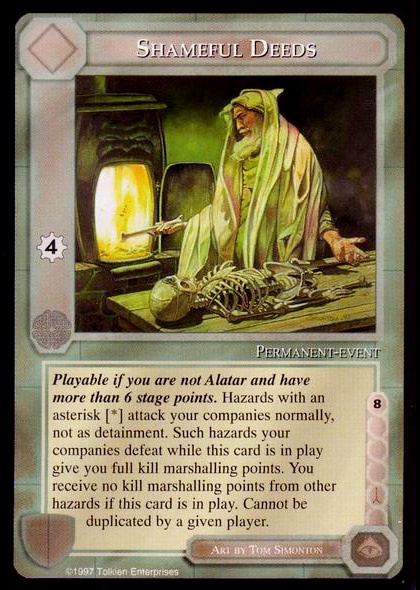 Shameful Deeds
4
Permanent-event
Playable if you are not Alatar and have
more than 6 stage points. Hazards with an
asterisk [*] attack your companies normally,
not as detainment. Such hazards your
companies defeat while this card is in play
give you full kill marshalling points. You
receive no kill marshalling points from other
hazards if this card is in play. Cannot be
duplicated by a given player.
8
Art by Tom Simonton
©1997 Tolkien Enterprises